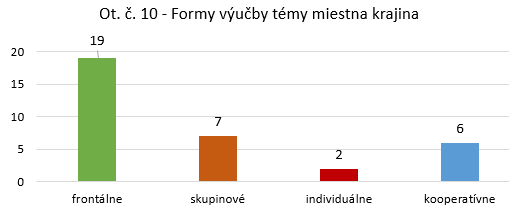 Ot. č. 10 - Formy výučby témy miestna krajina
19
20
15
10
5
0
7
2
6
frontálne
skupinové
individuálne
kooperatívne